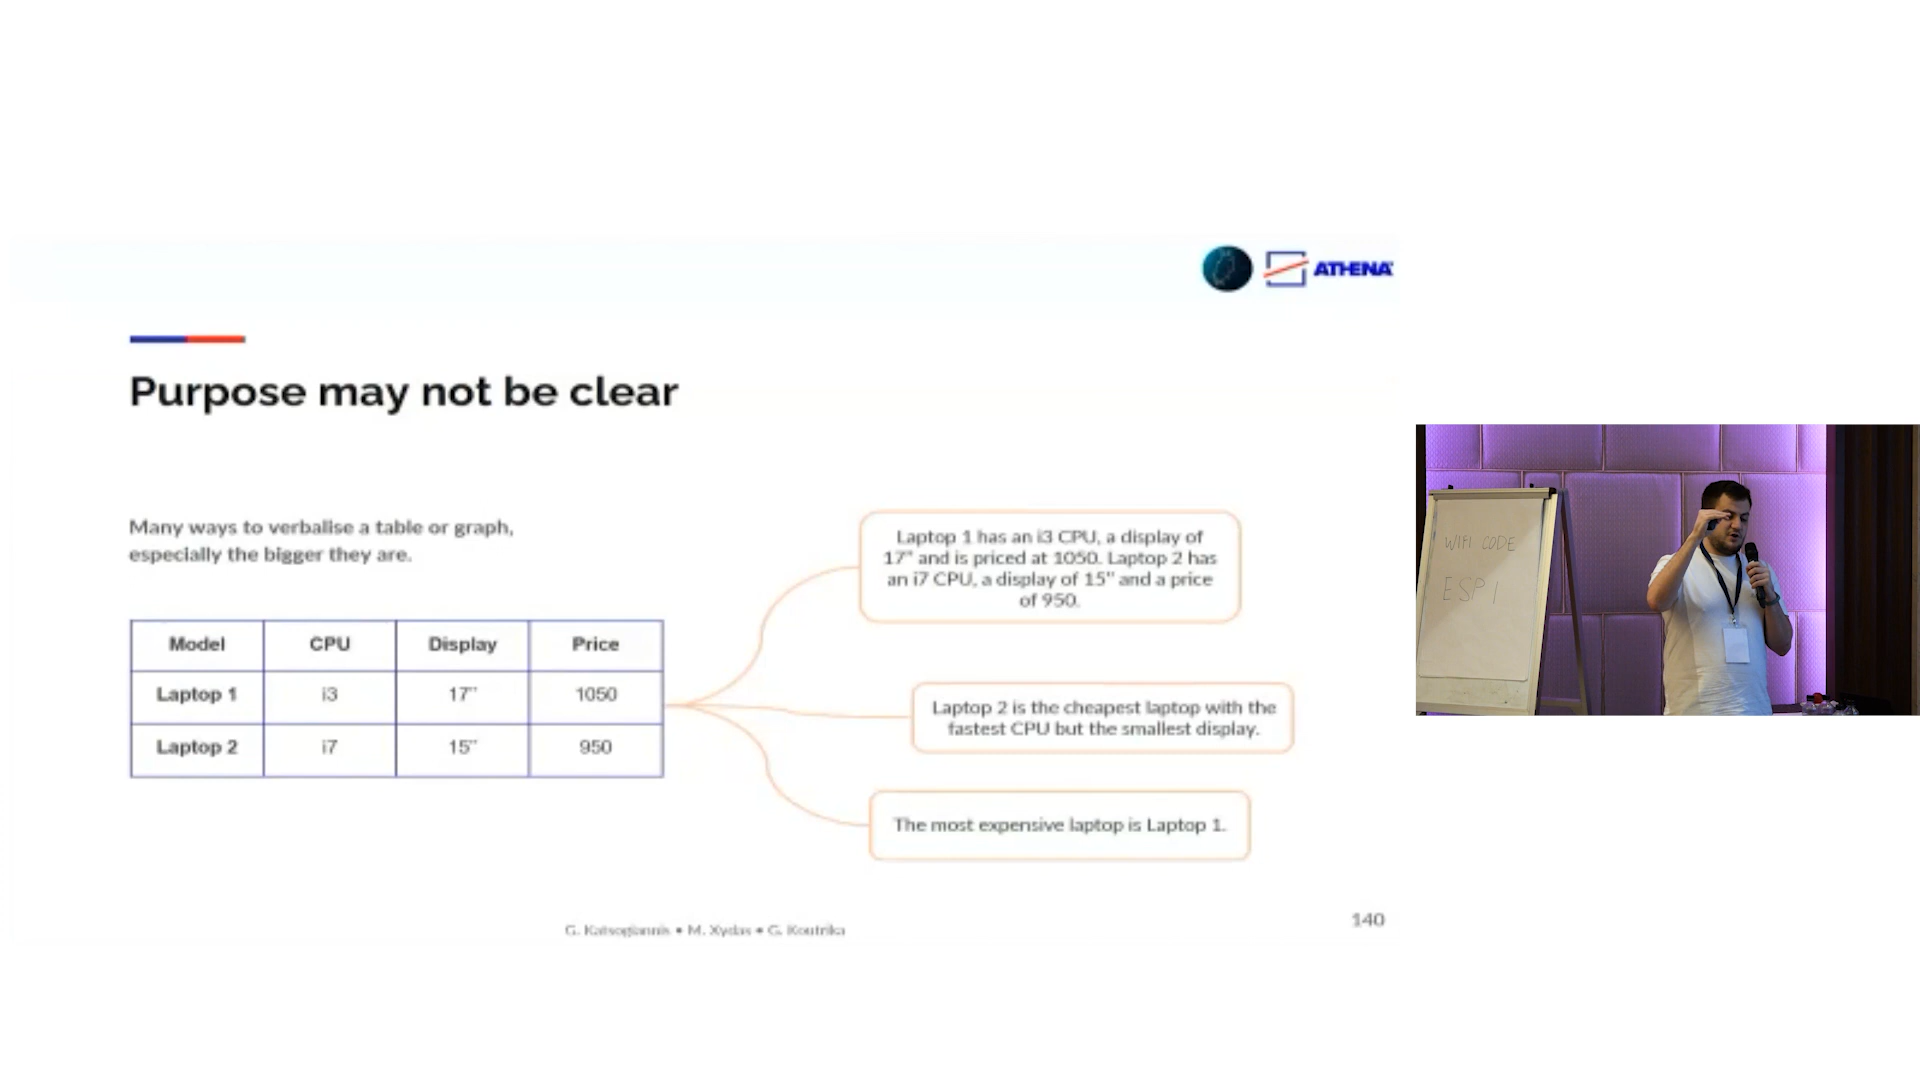 ATHENA
Purpose may not be clear
Many ways to verbalise a table or graph,
especially the bigger they are.
Model CPU Display Price
Laptop 1 i3 17" 1050
Laptop 2 i7 15" 950
Laptop 1 has an i3 CPU, a display of
17" and is priced at 1050. Laptop 2 has
an i7 CPU, a display of 15" and a price
of 950.
Laptop 2 is the cheapest laptop with the
fastest CPU but the smallest display.
The most expensive laptop is Laptop 1.
G. Katsogiannis • M. Xydas • G. Koutrika
140
WIFI CODE
ESP1